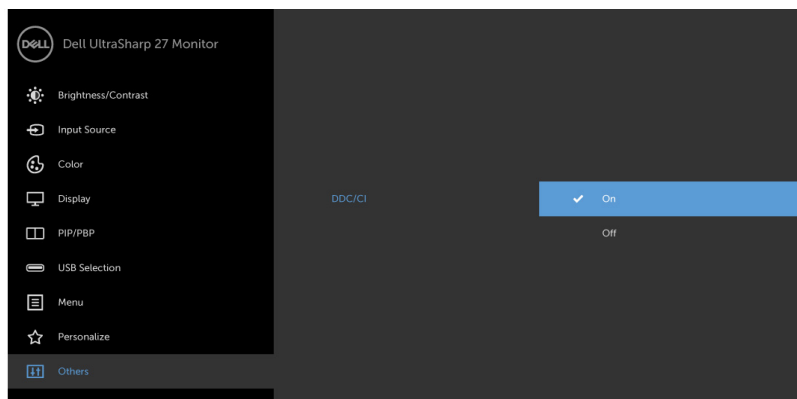 DELL Dell UltraSharp 27 Monitor
Brightness/Contrast
Input Source
Color
Display
DDC/CI
On
PIP/PBP
Off
USB Selection
Menu
Personalize
Others